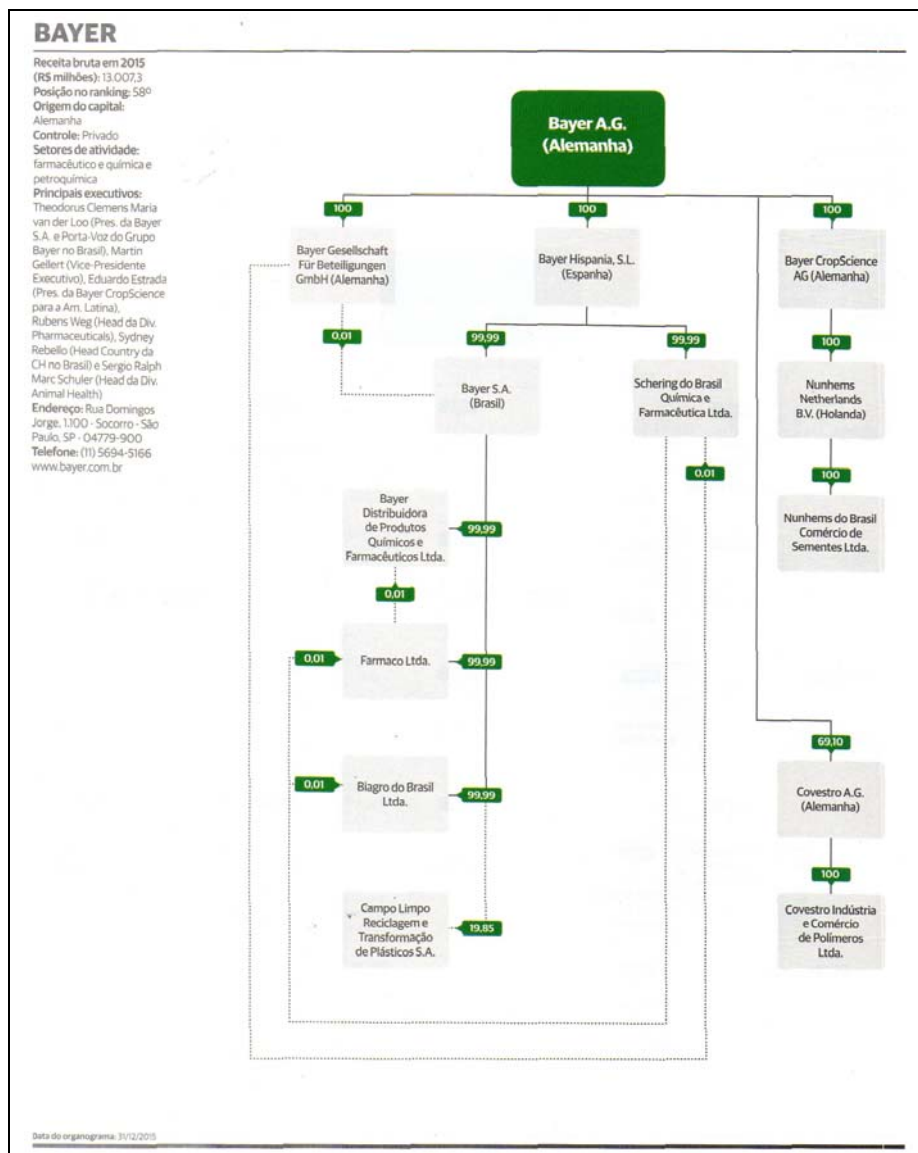 BAYER
Receita bruta em 2015
(R$ milhões): 13.007,3
Posição no ranking: 58º
Origem do capital:
Alemanha
Controle: Privado
Setores de atividade:
farmacêutico e química e
petroquímica
Principais executivos:
Theodorus Clemens Maria
van der Loo (Pres. da Bayer
S.A. e Porta-Voz do Grupo
Bayer no Brasil), Martin
Gellert (Vice-Presidente
Executivo), Eduardo Estrada
(Pres. da Bayer CropScience
para a Am. Latina),
Rubens Weg (Head da Div.
Pharmaceuticals), Sydney
Rebello (Head Country da
CH no Brasil) e Sergio Ralph
Marc Schuler (Head da Div.
Animal Health)
Endereço: Rua Domingos
Jorge, 1.100 - Socorro - São
Paulo, SP - 04779-900
Telefone: (11) 5694-5166
www.bayer.com.br
Bayer A.G.
(Alemanha)
100
100
100
Bayer Gesellschaft
Für Beteiligungen
GmbH (Alemanha)
Bayer Hispania, S.L.
(Espanha)
Bayer CropScience
AG (Alemanha)
0,01
99,99
99,99
100
Bayer S.A.
(Brasil)
Schering do Brasil
Química e
Farmacêutica Ltda.
Nunhems
Netherlands
B.V. (Holanda)
0,01
100
Bayer
Distribuidora
de Produtos
Químicos e
Farmacêuticos Ltda.
99,99
Nunhems do Brasil
Comércio de
Sementes Ltda.
0,01
0,01
Farmaco Ltda.
99,99
69,10
0,01
Biagro do Brasil
Ltda.
99,99
Covestro A.G.
(Alemanha)
100
Campo Limpo
Reciclagem e
Transformação
de Plásticos S.A.
19,85
Covestro Indústria
e Comércio
de Polímeros
Ltda.
Data do organograma: 31/12/2015